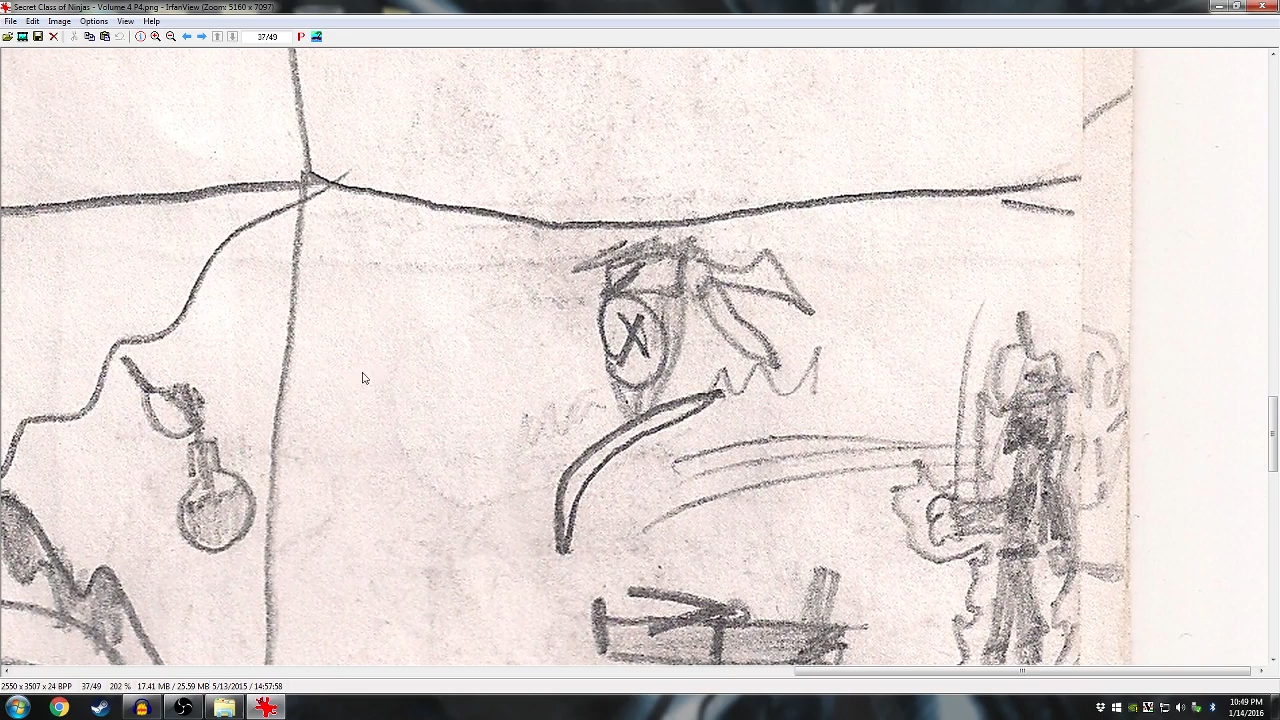 Secret Class of Ninjas - Volume 4 P4.png - IrfanView (Zoom: 5160 x 7097)
File Edit Image Options View Help
37/49 P
2550 x 3507 x 24 BPP 37/49 202 % 17.41 MB / 25.59 MB 5/13/2015 / 14:57:58
10:49 PM
1/14/2016